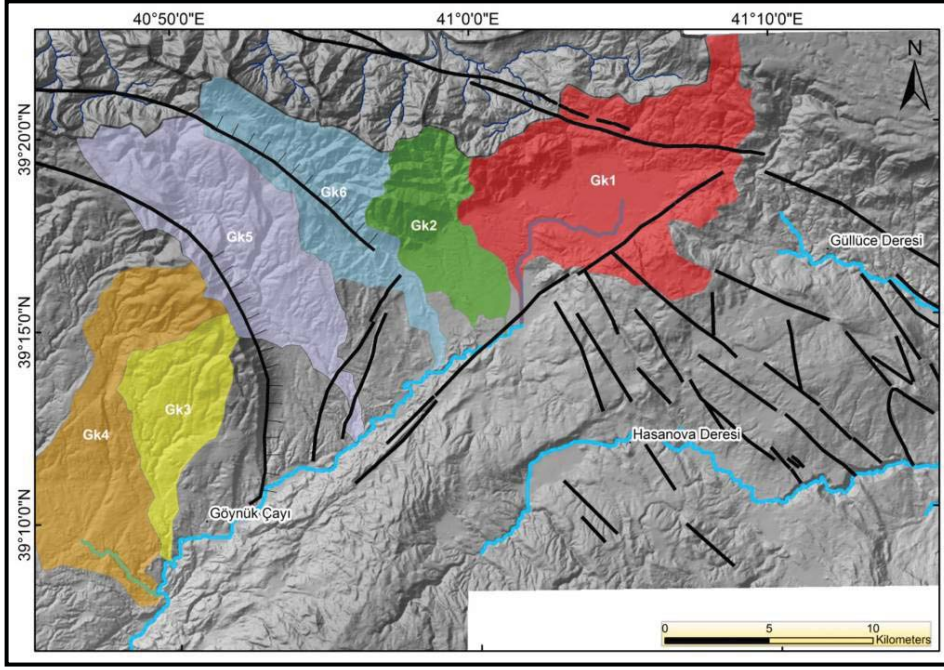 40°50'0"E 41°0'0"E 41°10'0"E
N
39°20'0"N
39°15'0"N
39°10'0"N
Gk1
Gk6
Gk2
Gk5
Güllüce Deresi
Gk3
Gk4
Hasanova Deresi
Göynük Çayı
0 5 10
Kilometers